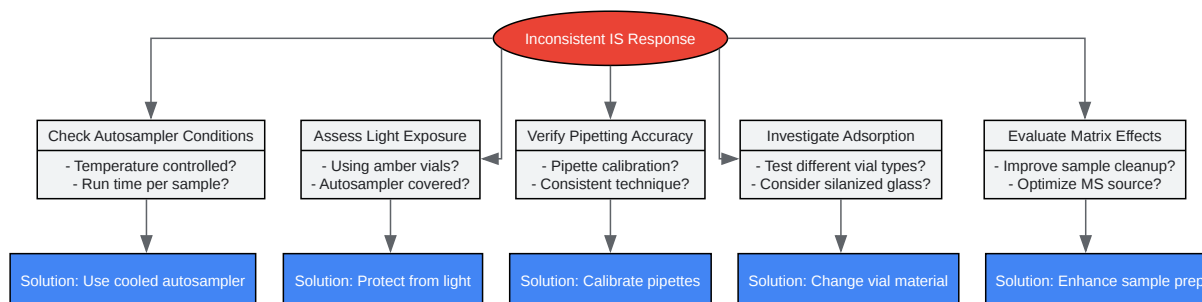 Inconsistent IS Response
Check Autosampler Conditions
- Temperature controlled?
- Run time per sample?
Assess Light Exposure
- Using amber vials?
- Autosampler covered?
Verify Pipetting Accuracy
- Pipette calibration?
- Consistent technique?
Investigate Adsorption
- Test different vial types?
- Consider silanized glass?
Evaluate Matrix Effects
- Improve sample cleanup?
- Optimize MS source?
Solution: Use cooled autosampler
Solution: Protect from light
Solution: Calibrate pipettes
Solution: Change vial material
Solution: Enhance sample prep